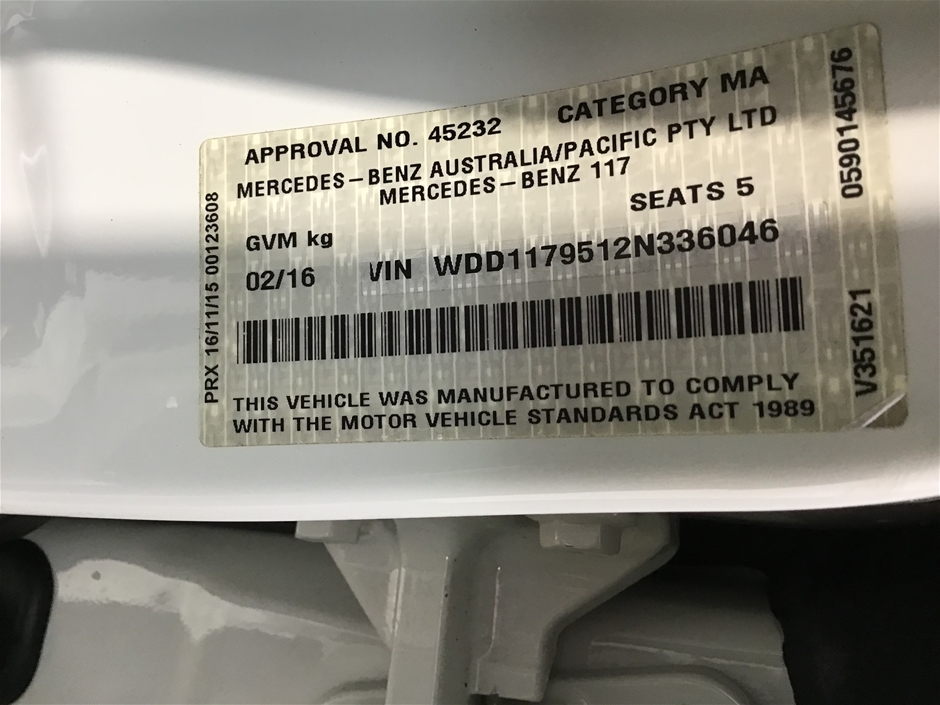 APPROVAL NO. 45232 CATEGORY MA
MERCEDES-BENZ AUSTRALIA/PACIFIC PTY LTD
MERCEDES-BENZ 117
SEATS 5
GVM kg
02/16 VIN WDD1179512N336046
THIS VEHICLE WAS MANUFACTURED TO COMPLY
WITH THE MOTOR VEHICLE STANDARDS ACT 1989
PRX 16/11/15 00123608
V351621 0590145676